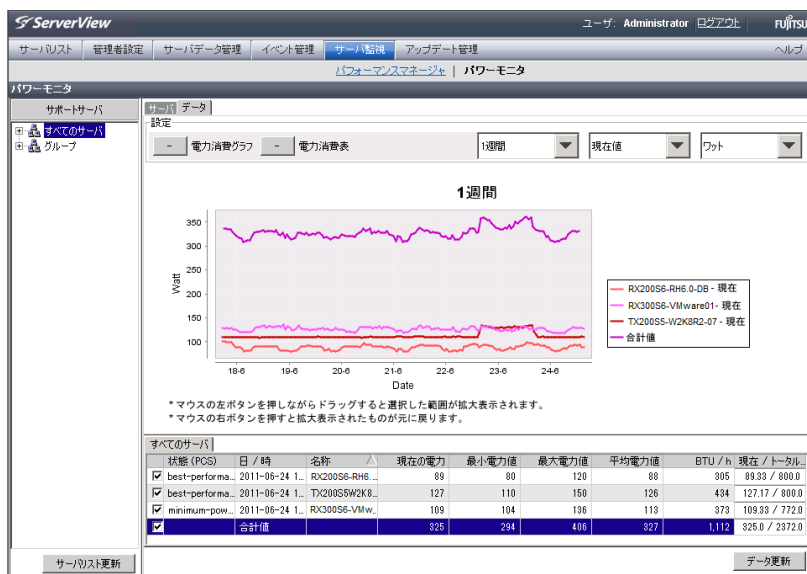 ServerView
ユーザ: Administrator ログアウト FUJITSU
サーバリスト 管理者設定 サーバデータ管理 イベント管理 サーバ監視 アップデート管理 ヘルプ
パフォーマンスマネージャ | パワーモニタ
パワーモニタ
サポートサーバ
すべてのサーバ
グループ
サーバ データ
設定
- 電力消費グラフ - 電力消費表 1週間 現在値 ワット
1週間
Watt
350
300
250
200
150
100
18-6 19-6 20-6 21-6 22-6 23-6 24-6
Date
RX200S6-RH6.0-DB - 現在
RX300S6-VMware01- 現在
TX200S5-W2K8R2-07 - 現在
合計値
* マウスの左ボタンを押しながらドラッグすると選択した範囲が拡大表示されます。
* マウスの右ボタンを押すと拡大表示されたものが元に戻ります。
すべてのサーバ
状態 (PCS) 日 / 時 名称 現在の電力 最小電力値 最大電力値 平均電力値 BTU / h 現在 / トータル...
best-performa... 2011-06-24 1... RX200S6-RH6.... 89 80 120 88 305 89.33 / 800.0
best-performa... 2011-06-24 1... TX200S5W2K8... 127 110 150 126 434 127.17 / 800.0
minimum-pow... 2011-06-24 1... RX300S6-VMw... 109 104 136 113 373 109.33 / 772.0
合計値 325 294 406 327 1,112 325.0 / 2372.0
サーバリスト更新
データ更新